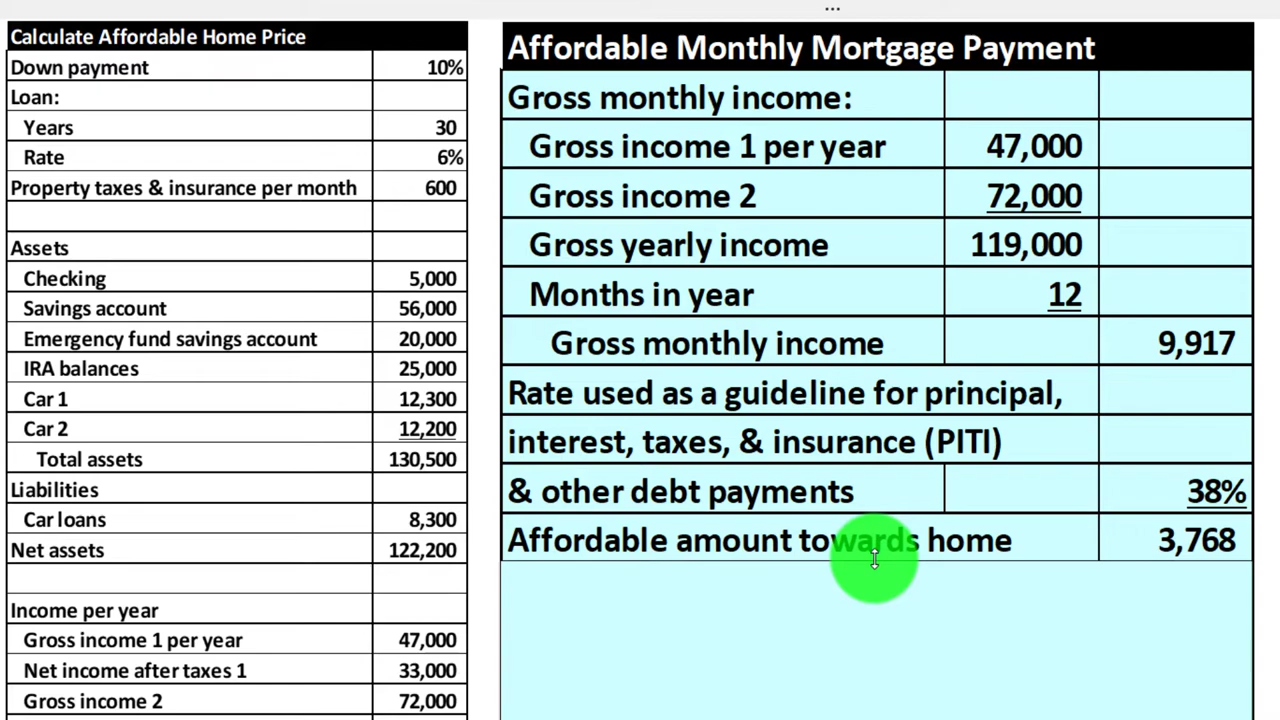 Calculate Affordable Home Price
Down payment 10%
Loan:
Years 30
Rate 6%
Property taxes & insurance per month 600
Assets
Checking 5,000
Savings account 56,000
Emergency fund savings account 20,000
IRA balances 25,000
Car 1 12,300
Car 2 12,200
Total assets 130,500
Liabilities
Car loans 8,300
Net assets 122,200
Income per year
Gross income 1 per year 47,000
Net income after taxes 1 33,000
Gross income 2 72,000
...
Affordable Monthly Mortgage Payment
Gross monthly income:
Gross income 1 per year 47,000
Gross income 2 72,000
Gross yearly income 119,000
Months in year 12
Gross monthly income 9,917
Rate used as a guideline for principal,
interest, taxes, & insurance (PITI)
& other debt payments 38%
Affordable amount towards home 3,768